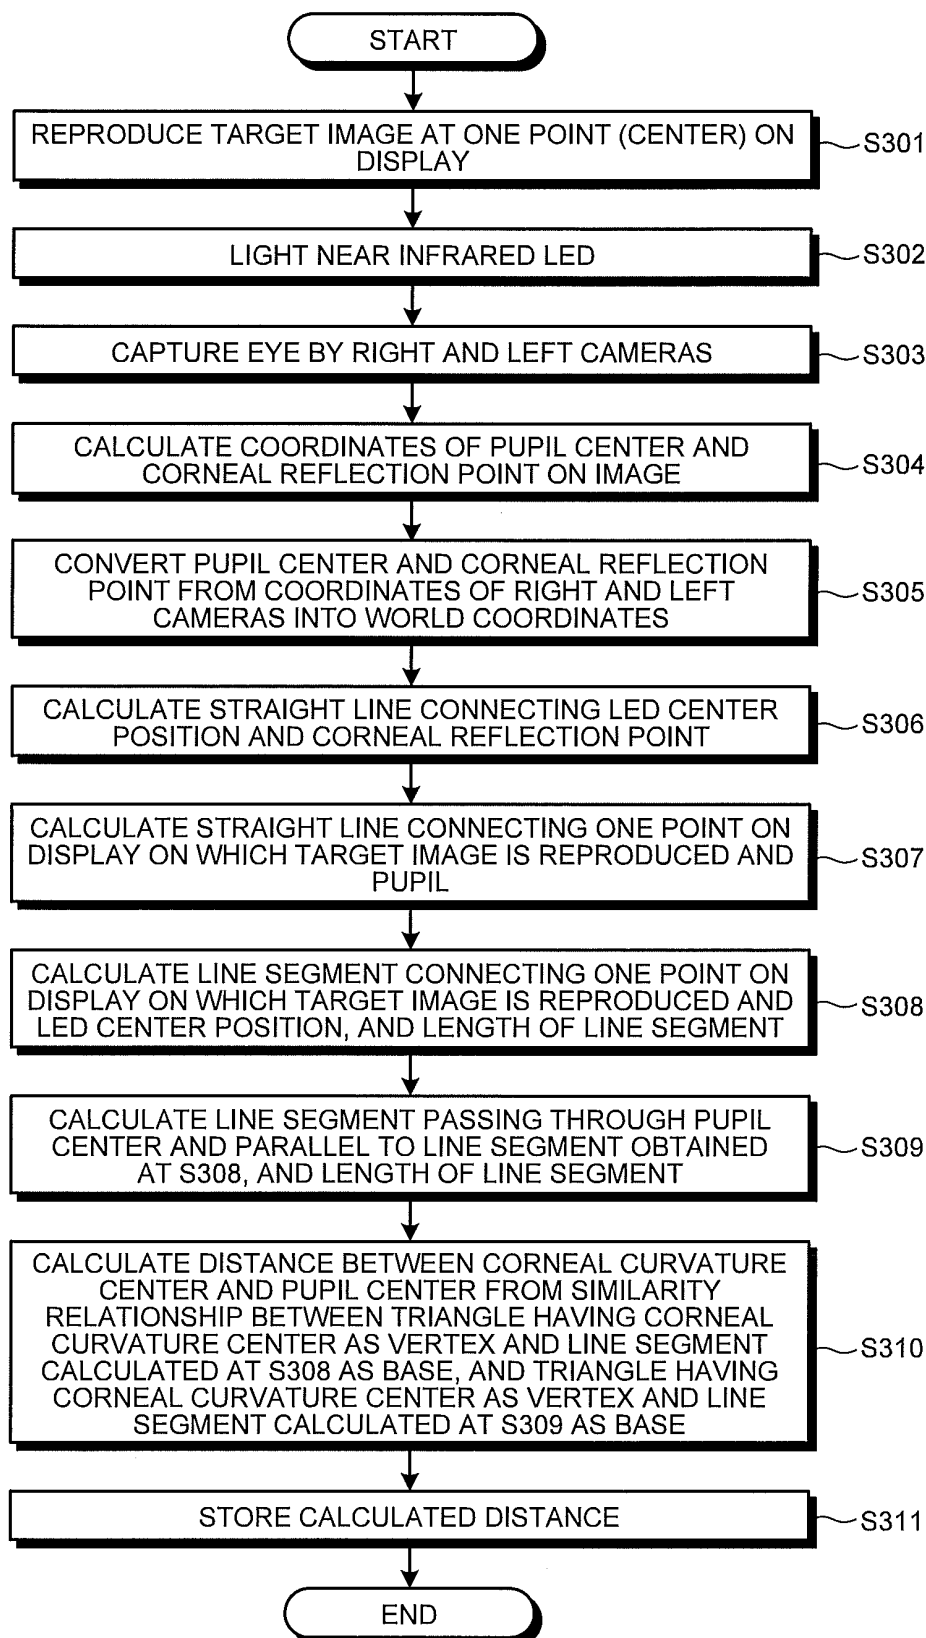 START
REPRODUCE TARGET IMAGE AT ONE POINT (CENTER) ON
DISPLAY
S301
LIGHT NEAR INFRARED LED
S302
CAPTURE EYE BY RIGHT AND LEFT CAMERAS
S303
CALCULATE COORDINATES OF PUPIL CENTER AND
CORNEAL REFLECTION POINT ON IMAGE
S304
CONVERT PUPIL CENTER AND CORNEAL REFLECTION
POINT FROM COORDINATES OF RIGHT AND LEFT
CAMERAS INTO WORLD COORDINATES
S305
CALCULATE STRAIGHT LINE CONNECTING LED CENTER
POSITION AND CORNEAL REFLECTION POINT
S306
CALCULATE STRAIGHT LINE CONNECTING ONE POINT ON
DISPLAY ON WHICH TARGET IMAGE IS REPRODUCED AND
PUPIL
S307
CALCULATE LINE SEGMENT CONNECTING ONE POINT ON
DISPLAY ON WHICH TARGET IMAGE IS REPRODUCED AND
LED CENTER POSITION, AND LENGTH OF LINE SEGMENT
S308
CALCULATE LINE SEGMENT PASSING THROUGH PUPIL
CENTER AND PARALLEL TO LINE SEGMENT OBTAINED
AT S308, AND LENGTH OF LINE SEGMENT
S309
CALCULATE DISTANCE BETWEEN CORNEAL CURVATURE
CENTER AND PUPIL CENTER FROM SIMILARITY
RELATIONSHIP BETWEEN TRIANGLE HAVING CORNEAL
CURVATURE CENTER AS VERTEX AND LINE SEGMENT
CALCULATED AT S308 AS BASE, AND TRIANGLE HAVING
CORNEAL CURVATURE CENTER AS VERTEX AND LINE
SEGMENT CALCULATED AT S309 AS BASE
S310
STORE CALCULATED DISTANCE
S311
END